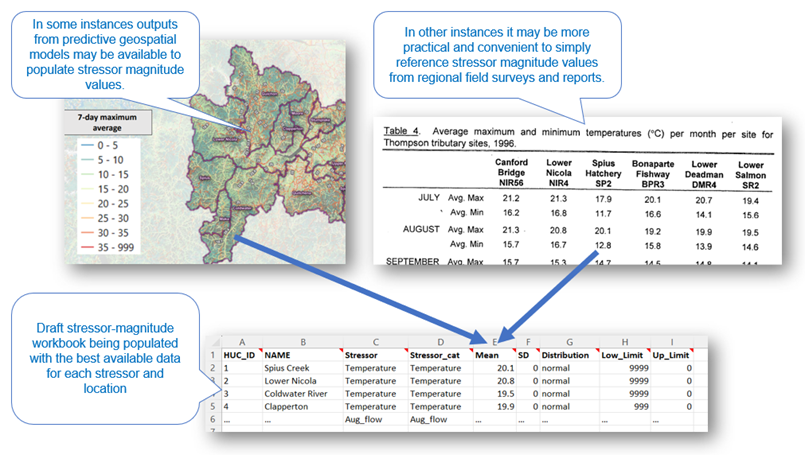 In some instances outputs
from predictive geospatial
models may be available to
populate stressor magnitude
values.
In other instances it may be more
practical and convenient to simply
reference stressor magnitude values
from regional field surveys and reports.
7-day maximum
average
0 - 5
5 - 10
10 - 15
15 - 20
20 - 25
25 - 30
30 - 35
35 - 999
Table 4. Average maximum and minimum temperatures (°C) per month per site for
Thompson tributary sites, 1996.
Canford Lower Spius Bonaparte Lower Lower
Bridge Nicola Hatchery Fishway Deadman Salmon
NIR56 NIR4 SP2 BPR3 DMR4 SR2
JULY Avg. Max 21.2 21.3 17.9 20.1 20.7 19.4
Avg. Min 16.2 16.8 11.7 16.6 14.1 15.6
AUGUST Avg. Max 21.3 20.8 20.1 19.2 19.9 19.5
Avg. Min 15.7 16.7 12.8 15.8 13.9 14.6
SEPTEMBER Avg. Max 15.7 15.3 14.7 14.5 14.8 14.1
Draft stressor-magnitude
workbook being populated
with the best available data
for each stressor and
location
A B C D E F G H I
1 HUC_ID NAME Stressor Stressor_cat Mean SD Distribution Low_Limit Up_Limit
2 1 Spius Creek Temperature Temperature 20.1 0 normal 9999 0
2 Lower Nicola Temperature Temperature 20.8 0 normal 9999 0
4 3 Coldwater River Temperature Temperature 19.5 0 normal 9999 0
5 4 Clapperton Temperature Temperature 19.9 0 normal 999 0
6 ... ... Aug_flow Aug_flow ... ... ... ... ...
7